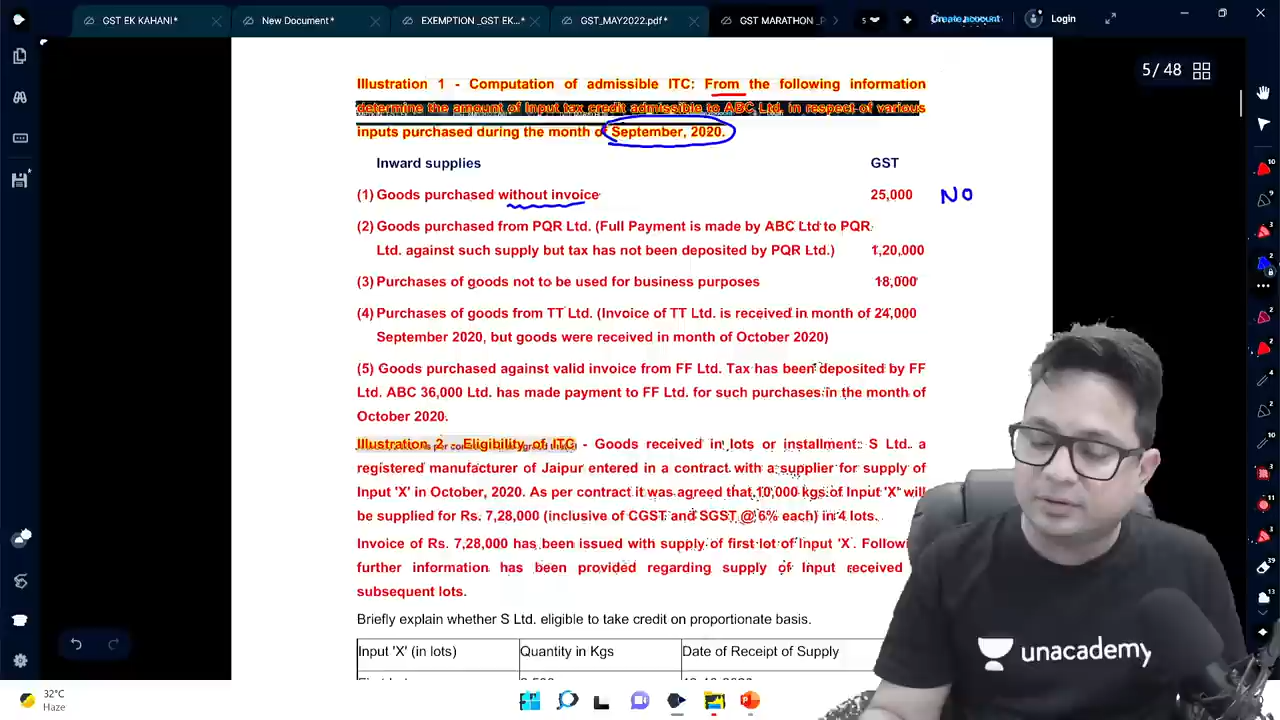 GST EK KAHANI*
New Document*
EXEMPTION _GST EK...*
GST_MAY2022.pdf*
GST MARATHON _P
5
Create account
Login
5/ 48
Illustration 1 - Computation of admissible ITC: From the following information
determine the amount of Input tax credit admissible to ABC Ltd. in respect of various
inputs purchased during the month of September, 2020.
Inward supplies GST
(1) Goods purchased without invoice 25,000 NO
(2) Goods purchased from PQR Ltd. (Full Payment is made by ABC Ltd to PQR
Ltd. against such supply but tax has not been deposited by PQR Ltd.) 1,20,000
(3) Purchases of goods not to be used for business purposes 18,000
(4) Purchases of goods from TT Ltd. (Invoice of TT Ltd. is received in month of 24,000
September 2020, but goods were received in month of October 2020)
(5) Goods purchased against valid invoice from FF Ltd. Tax has been deposited by FF
Ltd. ABC 36,000 Ltd. has made payment to FF Ltd. for such purchases in the month of
October 2020.
Illustration 2 - Eligibility of ITC - Goods received in lots or installment: S Ltd. a
registered manufacturer of Jaipur entered in a contract with a supplier for supply of
Input 'X' in October, 2020. As per contract it was agreed that 10,000 kgs of Input 'X' will
be supplied for Rs. 7,28,000 (inclusive of CGST and SGST @ 6% each) in 4 lots.
Invoice of Rs. 7,28,000 has been issued with supply of first lot of Input 'X'.
further information has been provided regarding supply of Input received
subsequent lots.
Briefly explain whether S Ltd. eligible to take credit on proportionate basis.
Input 'X' (in lots) Quantity in Kgs Date of Receipt of Supply
unacademy
32°C
Haze